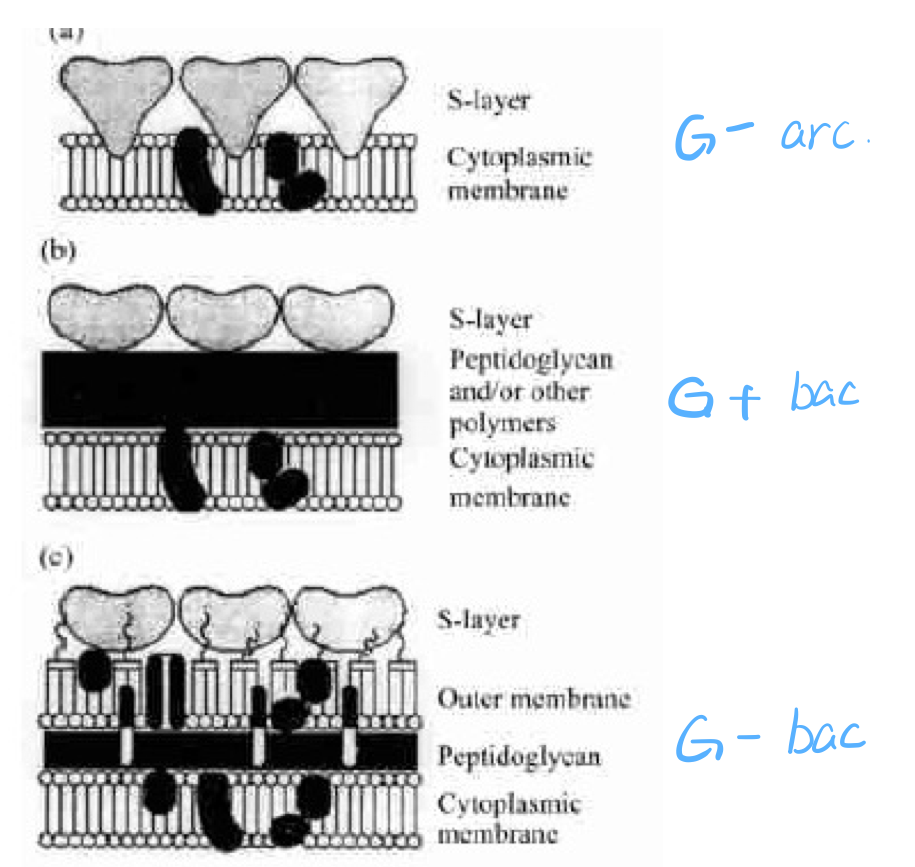 (a)
S-layer
G- arc.
Cytoplasmic
membrane
(b)
S-layer
Peptidoglycan
and/or other
polymers
G+ bac
Cytoplasmic
membrane
(c)
S-layer
Outer membrane
G- bac
Peptidoglycan
Cytoplasmic
membrane